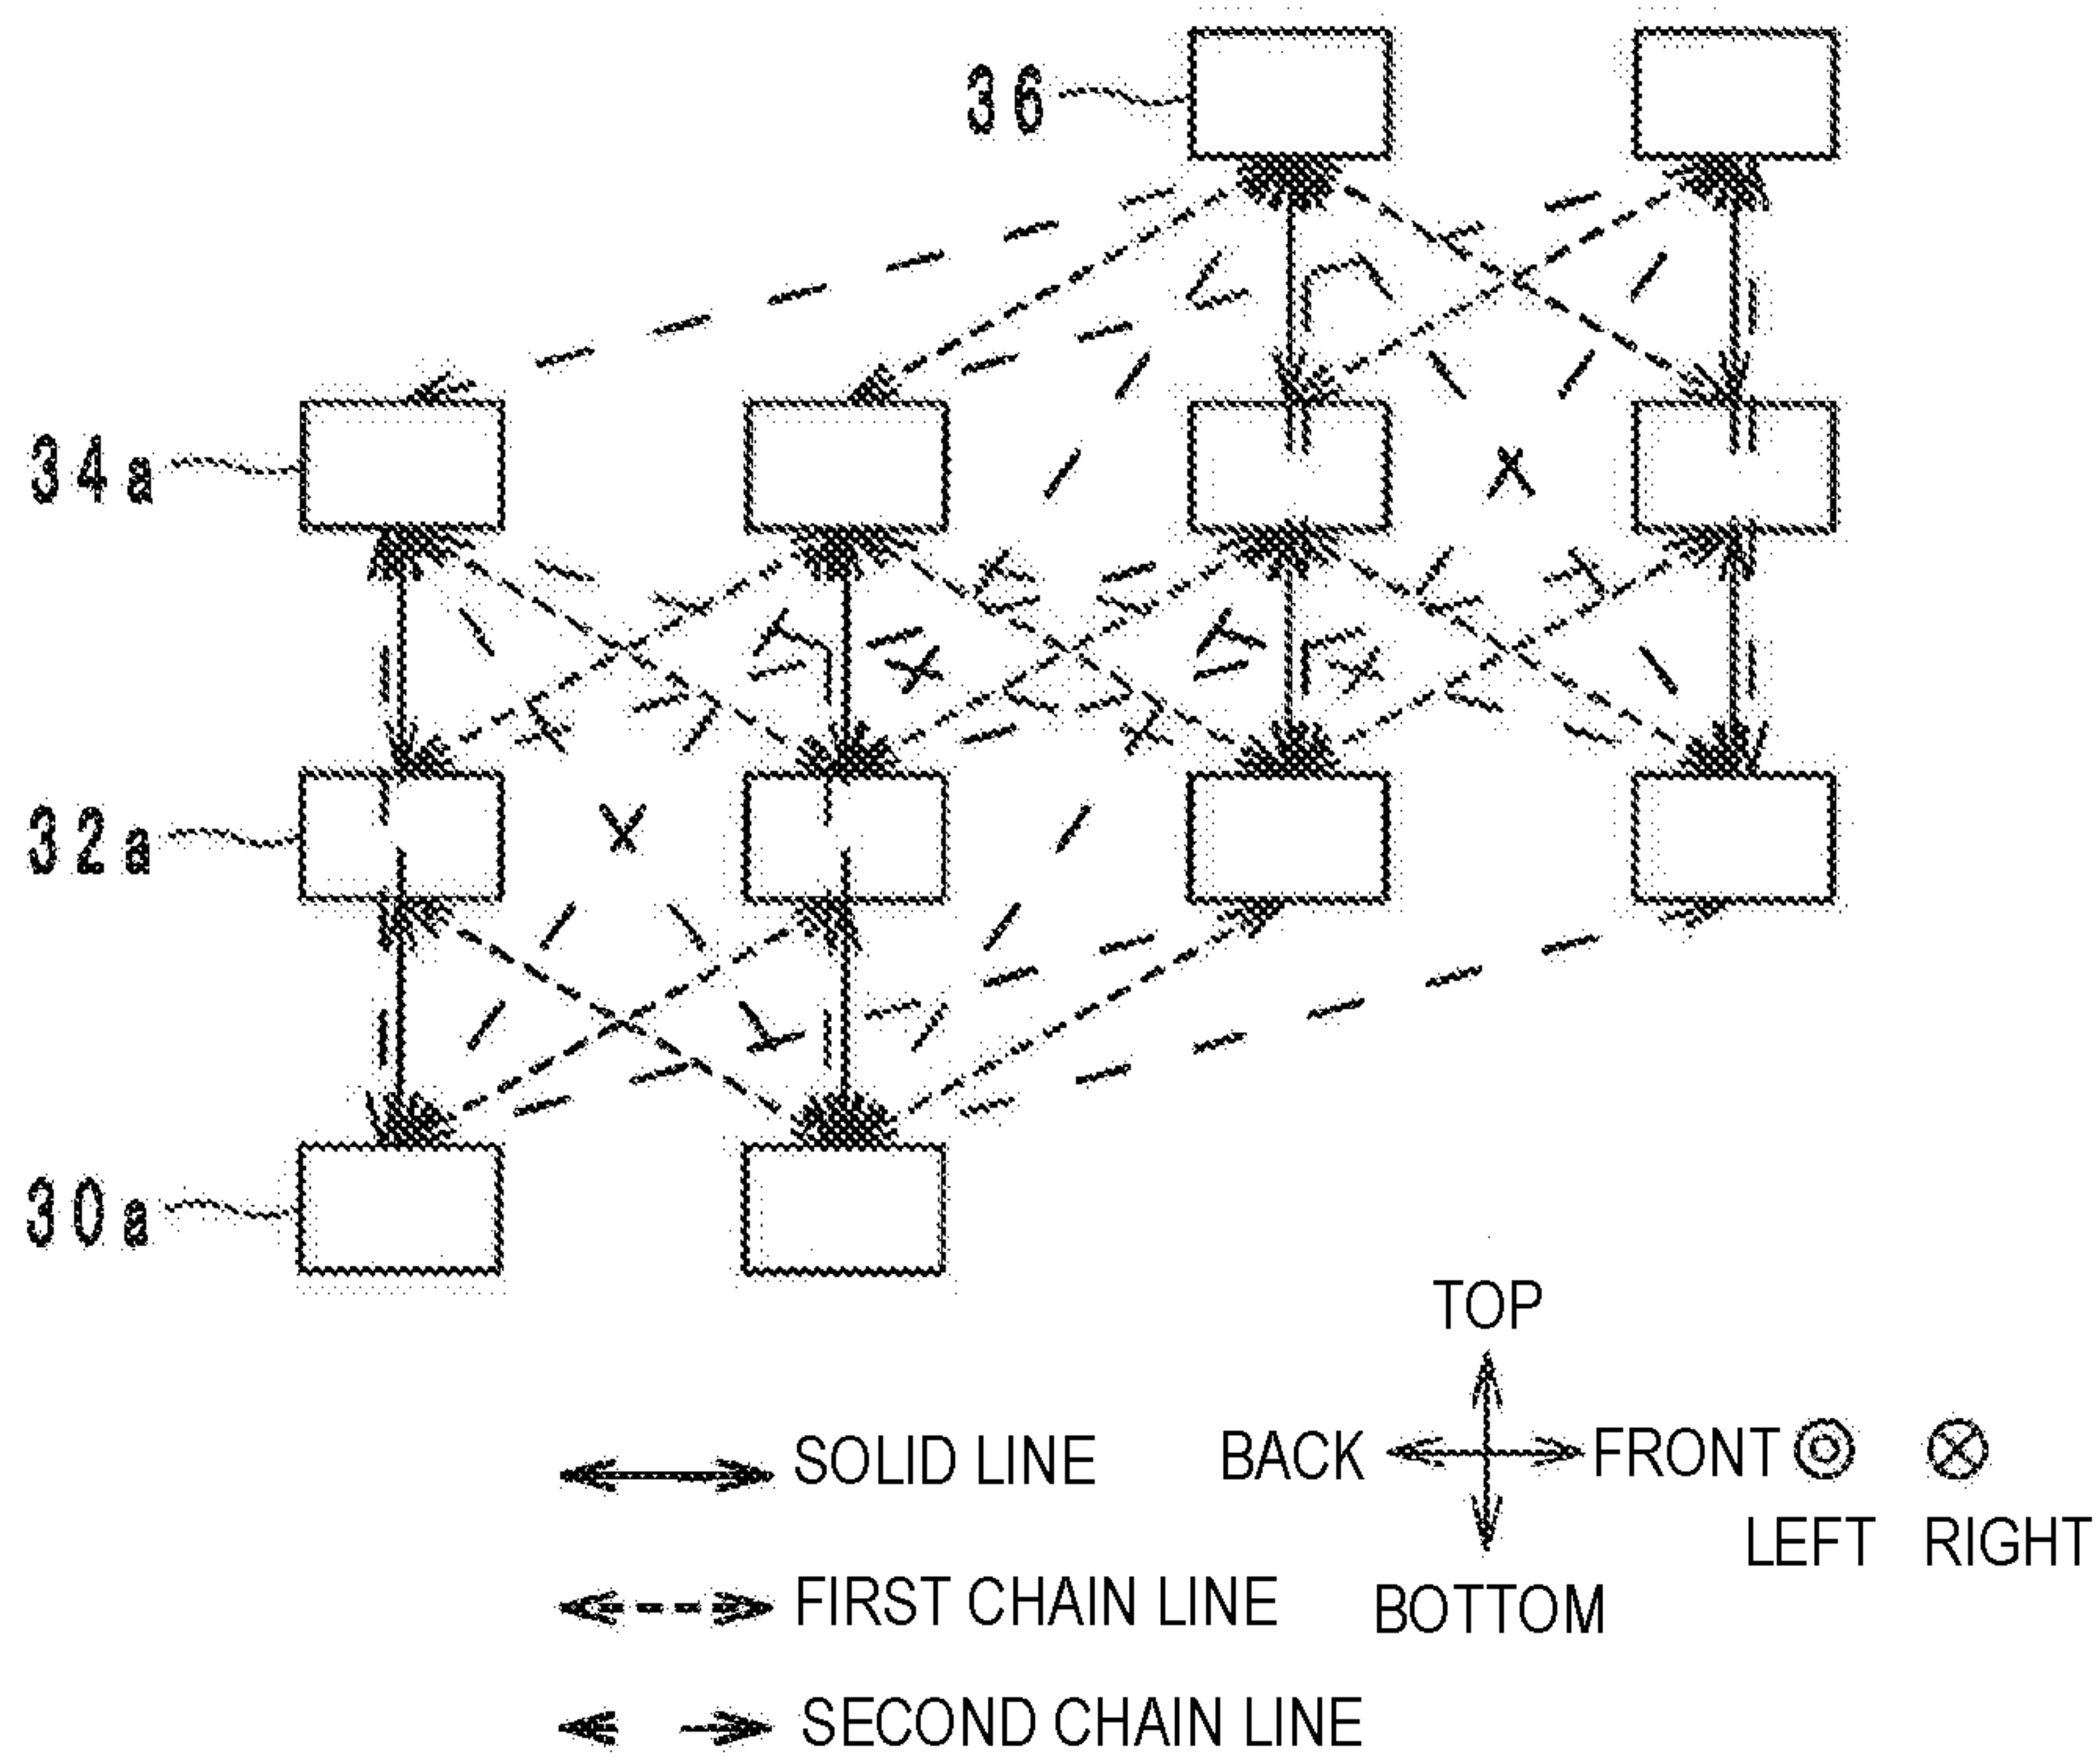 36
34a
32a
30a
TOP
BACK FRONT
LEFT RIGHT
BOTTOM
SOLID LINE
FIRST CHAIN LINE
SECOND CHAIN LINE